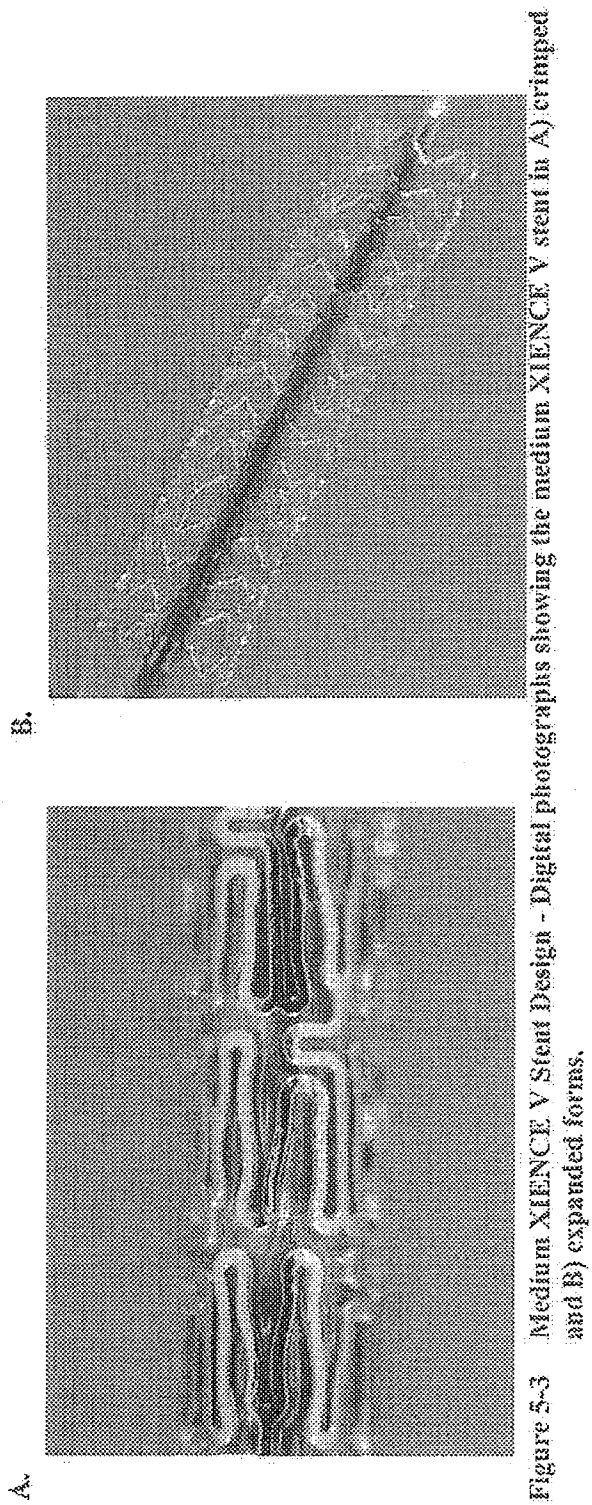 A.
B.
Figure 5-3 Medium XIENCE V Stent Design - Digital photographs showing the medium XIENCE V stent in A) crimped
and B) expanded forms.